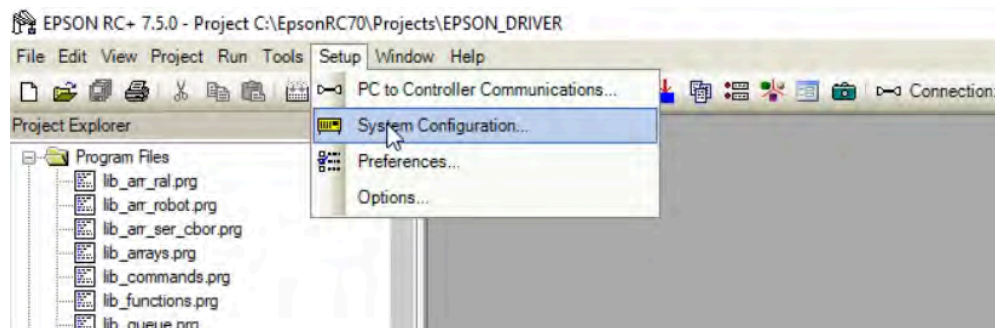 EPSON RC+ 7.5.0 - Project C:\EpsonRC70\Projects\EPSON_DRIVER
File Edit View Project Run Tools Setup Window Help
PC to Controller Communications...
Connection:
Project Explorer
System Configuration...
Program Files
Preferences...
lib_arr_ral.prg
lib_arr_robot.prg
Options...
lib_arr_ser_cbor.prg
lib_arrays.prg
lib_commands.prg
lib_functions.prg
lib_queue.prg